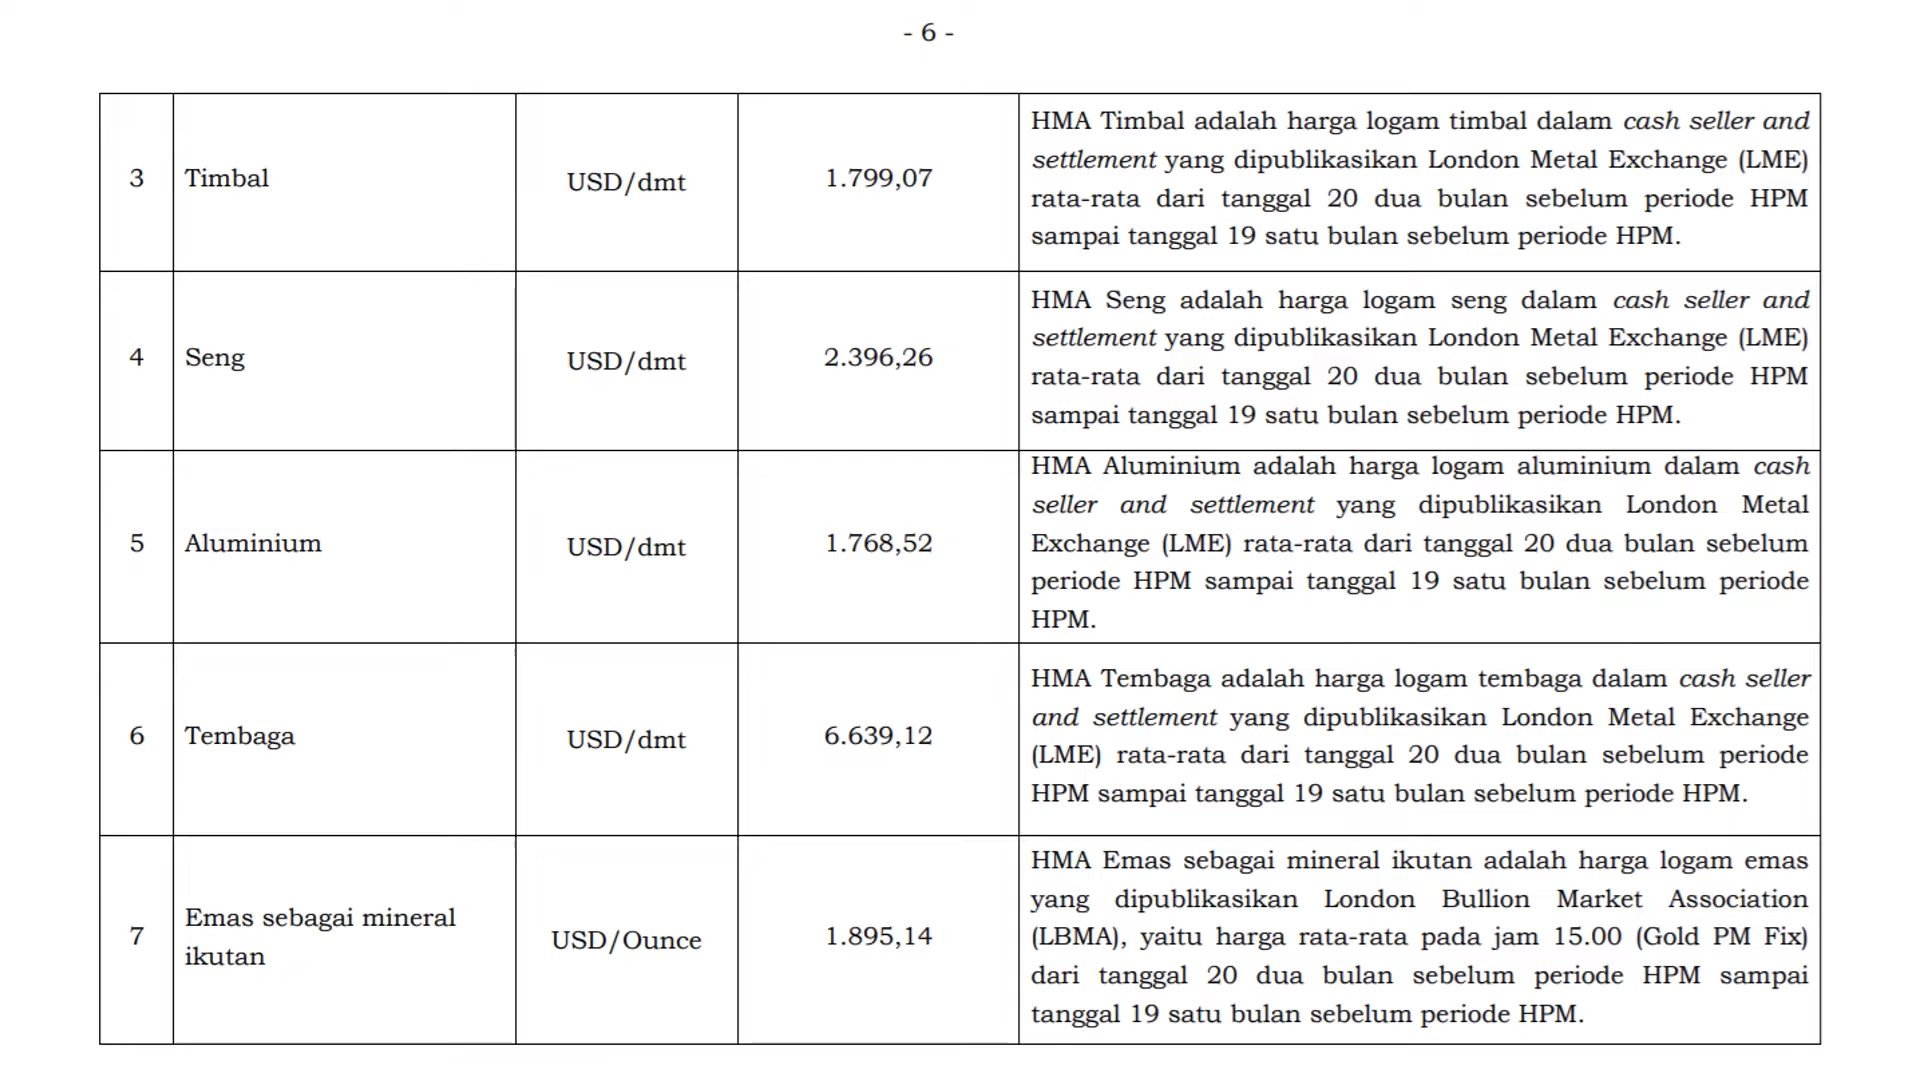 - 6 -
3
Timbal
USD/dmt
1.799,07
HMA Timbal adalah harga logam timbal dalam cash seller and
settlement yang dipublikasikan London Metal Exchange (LME)
rata-rata dari tanggal 20 dua bulan sebelum periode HPM
sampai tanggal 19 satu bulan sebelum periode HPM.
4
Seng
USD/dmt
2.396,26
HMA Seng adalah harga logam seng dalam cash seller and
settlement yang dipublikasikan London Metal Exchange (LME)
rata-rata dari tanggal 20 dua bulan sebelum periode HPM
sampai tanggal 19 satu bulan sebelum periode HPM.
5
Aluminium
USD/dmt
1.768,52
HMA Aluminium adalah harga logam aluminium dalam cash
seller and settlement yang dipublikasikan London Metal
Exchange (LME) rata-rata dari tanggal 20 dua bulan sebelum
periode HPM sampai tanggal 19 satu bulan sebelum periode
HPM.
6
Tembaga
USD/dmt
6.639,12
HMA Tembaga adalah harga logam tembaga dalam cash seller
and settlement yang dipublikasikan London Metal Exchange
(LME) rata-rata dari tanggal 20 dua bulan sebelum periode
HPM sampai tanggal 19 satu bulan sebelum periode HPM.
7
Emas sebagai mineral
ikutan
USD/Ounce
1.895,14
HMA Emas sebagai mineral ikutan adalah harga logam emas
yang dipublikasikan London Bullion Market Association
(LBMA), yaitu harga rata-rata pada jam 15.00 (Gold PM Fix)
dari tanggal 20 dua bulan sebelum periode HPM sampai
tanggal 19 satu bulan sebelum periode HPM.